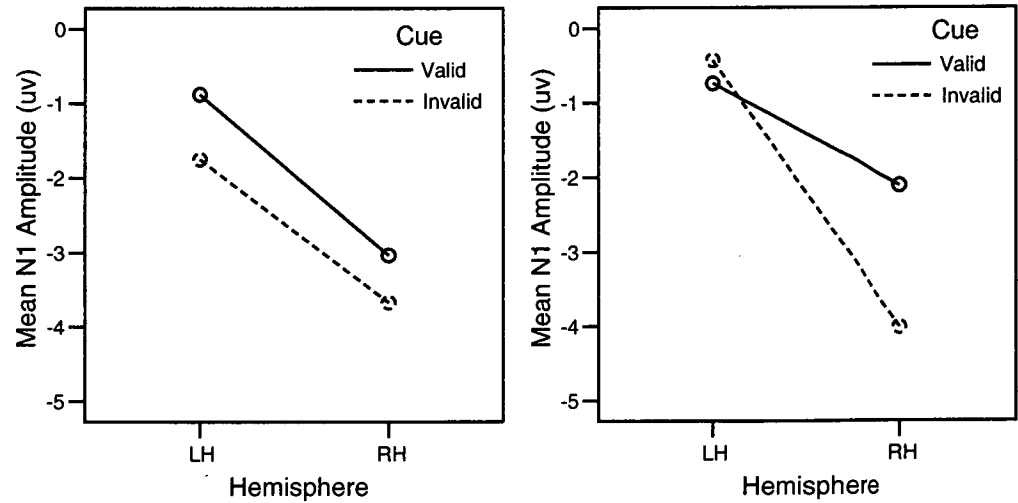 Mean N1 Amplitude (uv)
0
-1
-2
-3
-4
-5
Cue
Valid
Invalid
LH
RH
Hemisphere
Mean N1 Amplitude (uv)
0
-1
-2
-3
-4
-5
Cue
Valid
Invalid
LH
RH
Hemisphere